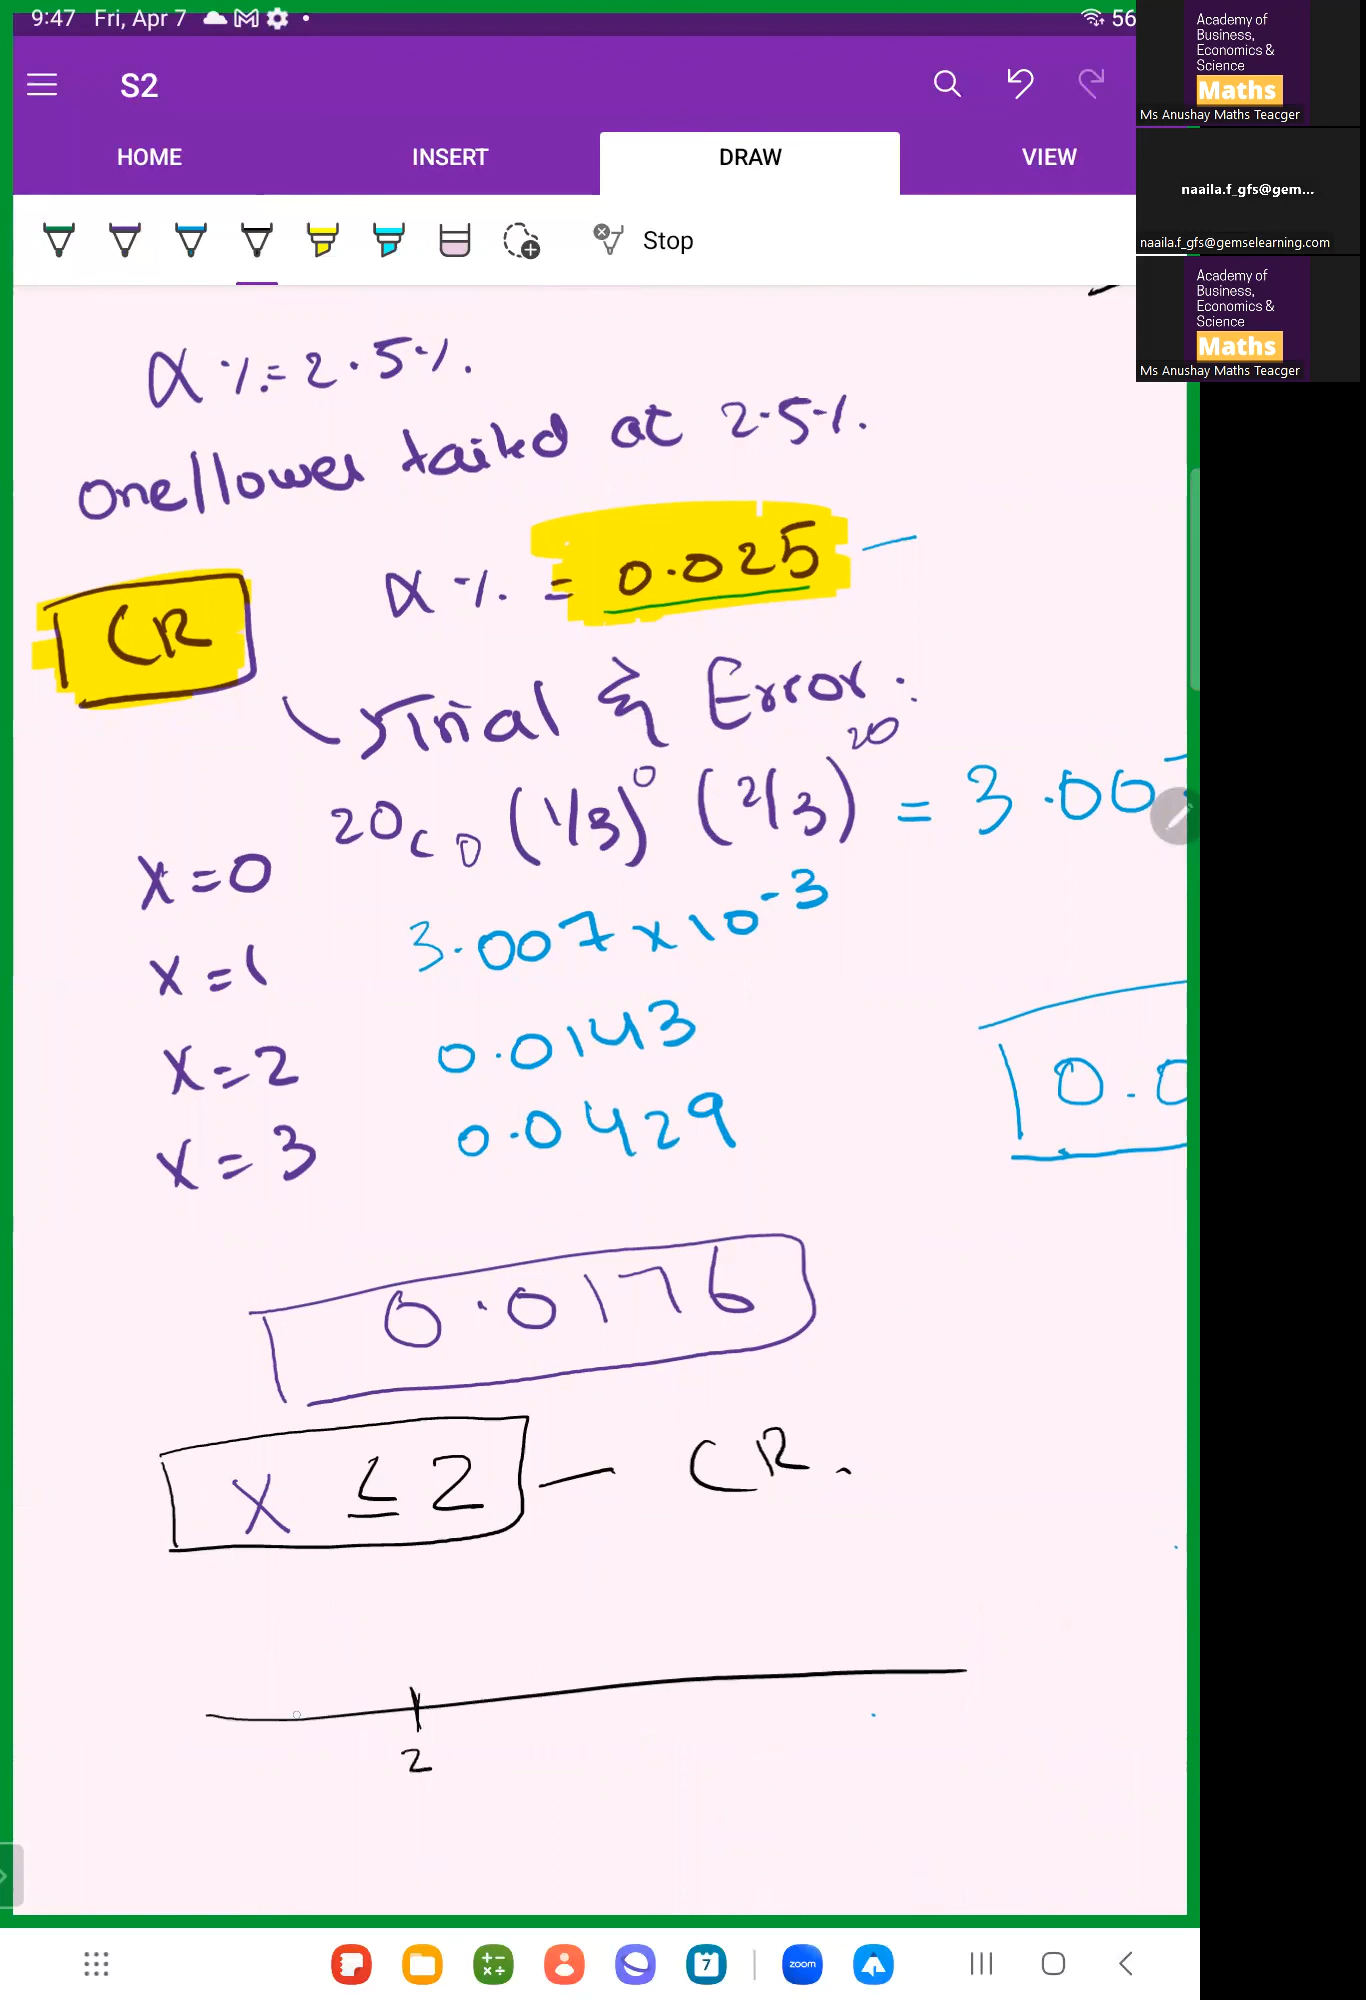 9:47 Fri, Apr 7
56
S2
HOME INSERT DRAW VIEW
Stop
Academy of
Business,
Economics &
Science
Maths
Ms Anushay Maths Teacger
naaila.f_gfs@gem...
naaila.f_gfs@gemselearning.com
Academy of
Business,
Economics &
Science
Maths
Ms Anushay Maths Teacger
α % = 2.5%.
one/lower tailed at 2.5%.
α % = 0.025
CR
Trial & Error:
20c0 (1/3)^0 (2/3)^20 = 3.00
x=0
3.007 x 10^-3
x=1
0.0143
x=2
0.0429
x=3
0.0
0.0176
X ≤ 2 — CR.
2
7
zoom